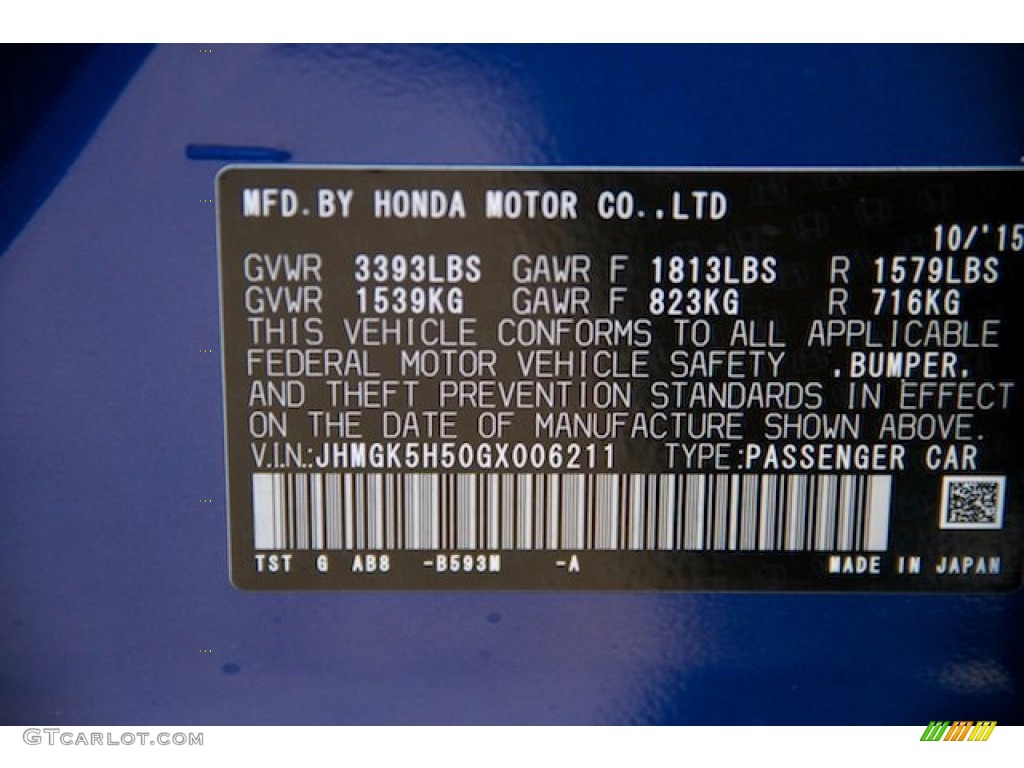 MFD.BY HONDA MOTOR CO.,LTD
10/'15
GVWR 3393LBS GAWR F 1813LBS R 1579LBS
GVWR 1539KG GAWR F 823KG R 716KG
THIS VEHICLE CONFORMS TO ALL APPLICABLE
FEDERAL MOTOR VEHICLE SAFETY ,BUMPER,
AND THEFT PREVENTION STANDARDS IN EFFECT
ON THE DATE OF MANUFACTURE SHOWN ABOVE.
V.I.N.:JHMGK5H50GX006211 TYPE:PASSENGER CAR
TST G AB8 -B593M -A MADE IN JAPAN
GTCARLOT.COM